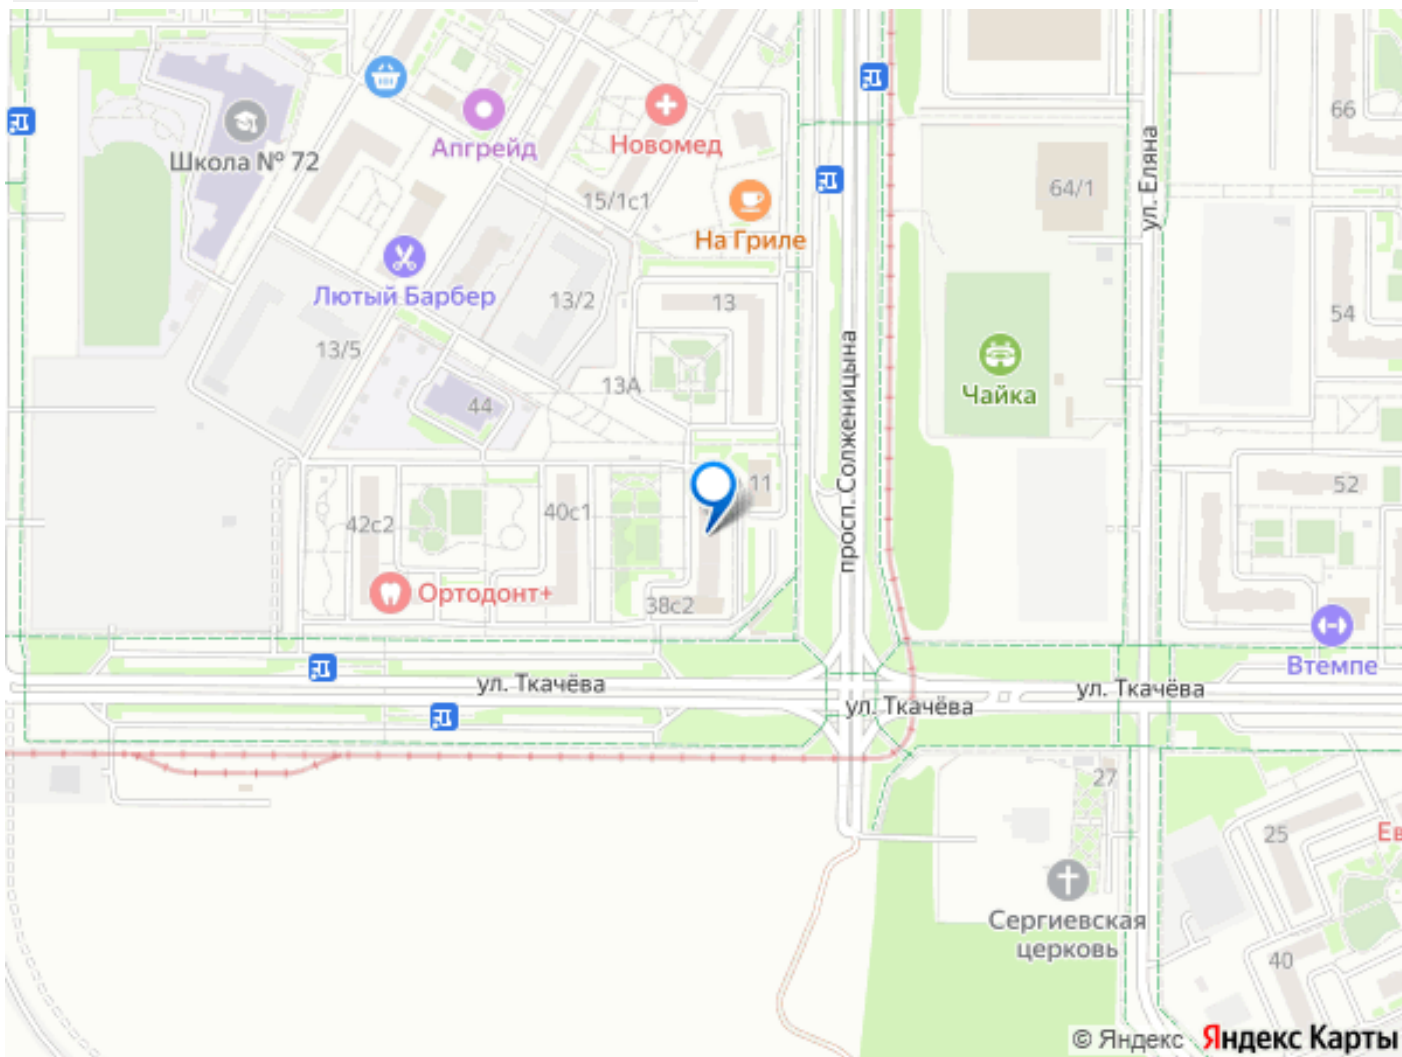 66
Школа № 72
Апгрейд
Новомед
64/1
ул. Еляна
15/1с1
На Гриле
Лютый Барбер
13/2
13
54
13/5
13А
просп. Солженицына
Чайка
44
11
52
42с2
40с1
Ортодонт+
38с2
Втемпе
ул. Ткачёва
ул. Ткачёва
ул. Ткачёва
27
25
Ев
Сергиевская
церковь
40
© Яндекс Яндекс Карты